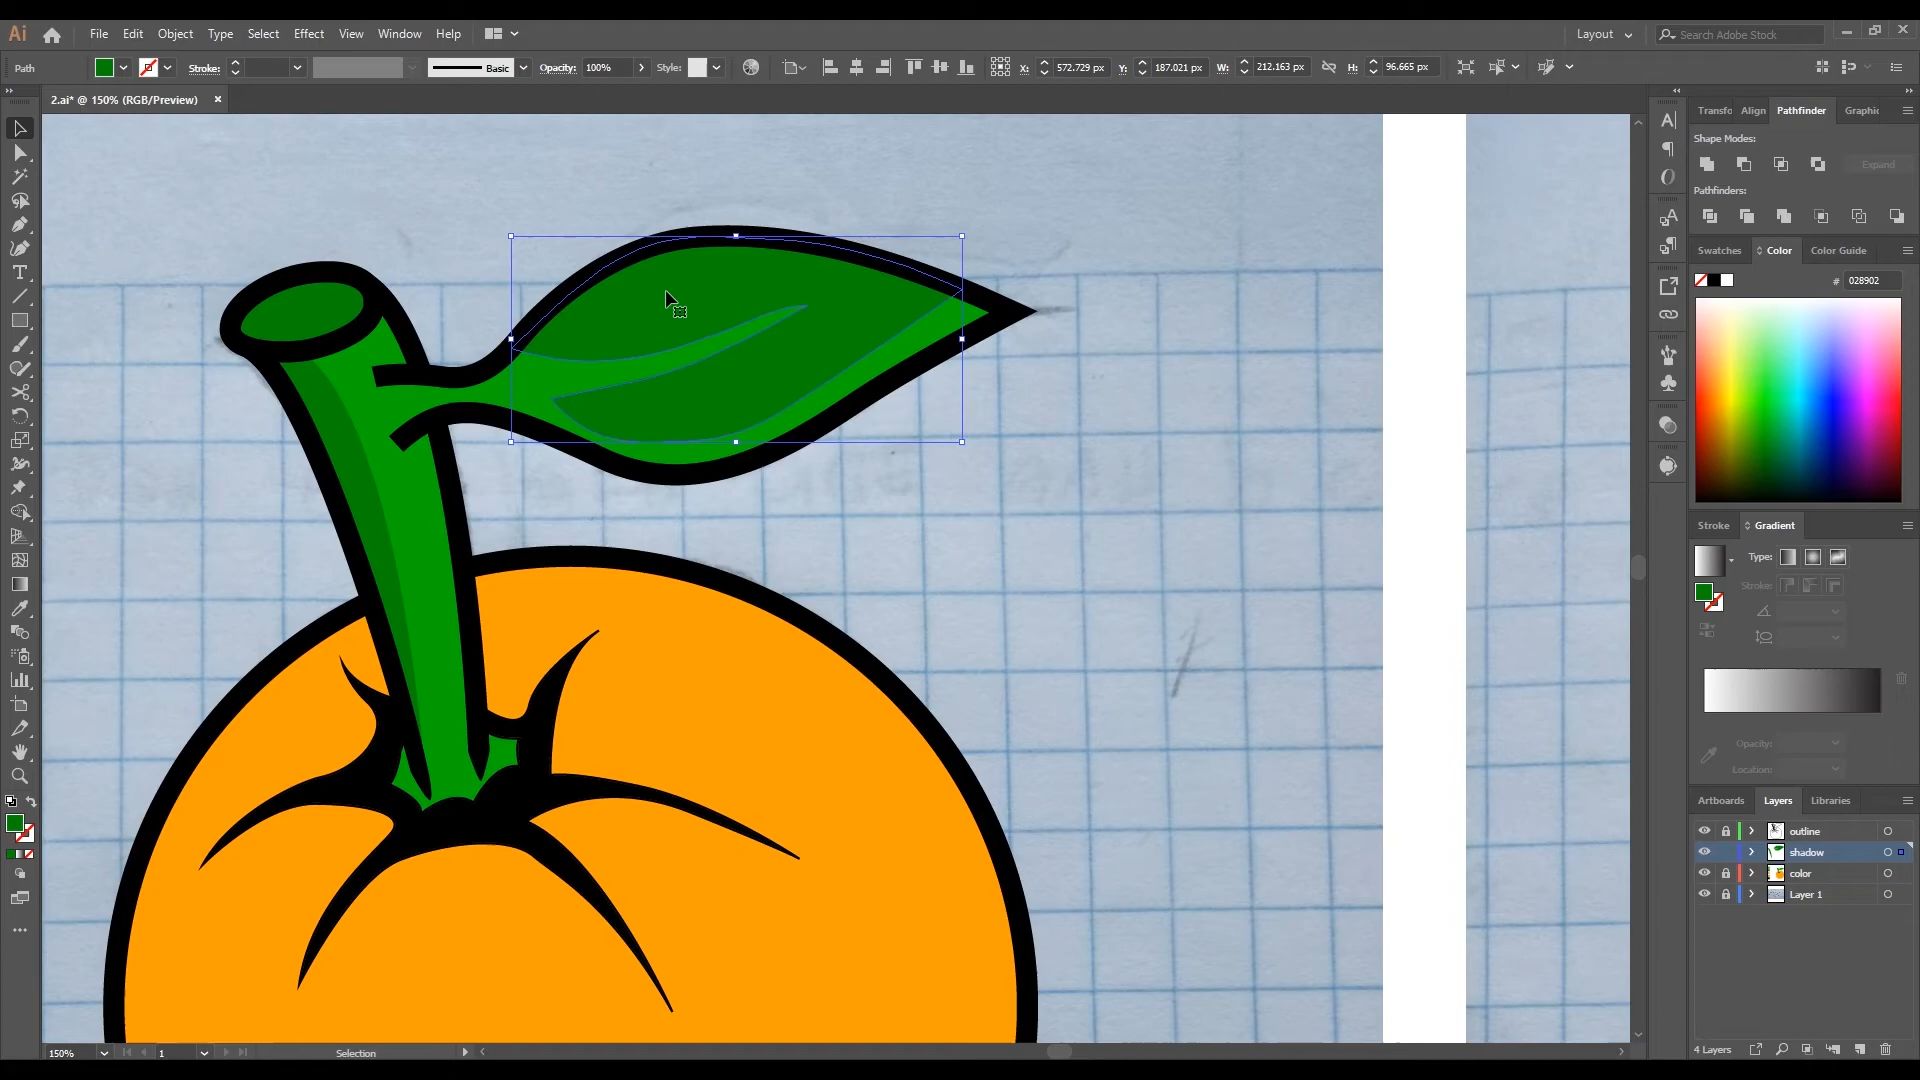 Ai File Edit Object Type Select Effect View Window Help Layout Search Adobe Stock
Path Stroke: Basic Opacity: 100% Style: X: 572.729 px Y: 187.021 px W: 212.163 px H: 96.665 px
2.ai* @ 150% (RGB/Preview) ×
Transfo Align Pathfinder Graphic
Shape Modes:
Expand
Pathfinders:
Swatches Color Color Guide
# 028902
Stroke Gradient
Type:
Stroke:
Opacity:
Location:
Artboards Layers Libraries
outline
shadow
color
Layer 1
150% 1 Selection
4 Layers